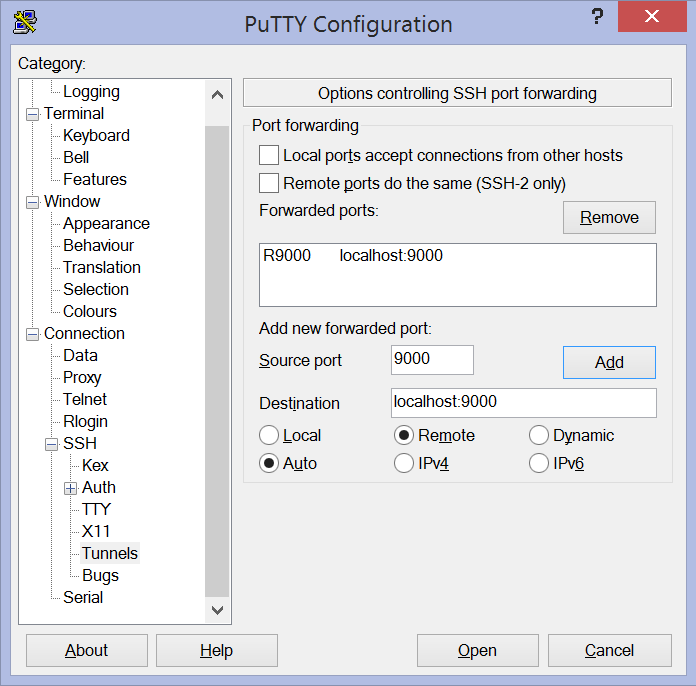 PuTTY Configuration
?
Category:
Logging
Terminal
Keyboard
Bell
Features
Window
Appearance
Behaviour
Translation
Selection
Colours
Connection
Data
Proxy
Telnet
Rlogin
SSH
Kex
Auth
TTY
X11
Tunnels
Bugs
Serial
Options controlling SSH port forwarding
Port forwarding
Local ports accept connections from other hosts
Remote ports do the same (SSH-2 only)
Forwarded ports:
Remove
R9000 localhost:9000
Add new forwarded port:
Source port 9000 Add
Destination localhost:9000
Local Remote Dynamic
Auto IPv4 IPv6
About Help Open Cancel